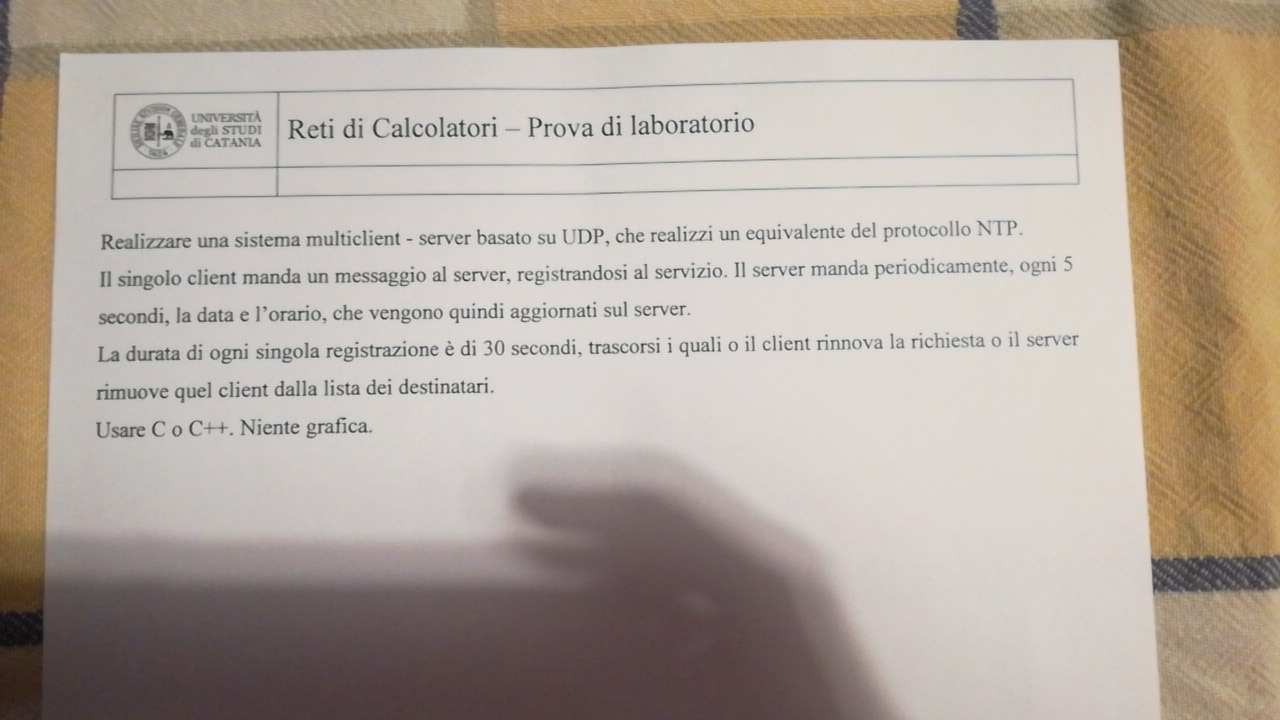 UNIVERSITÀ
degli STUDI
di CATANIA
Reti di Calcolatori – Prova di laboratorio
Realizzare una sistema multiclient - server basato su UDP, che realizzi un equivalente del protocollo NTP.
Il singolo client manda un messaggio al server, registrandosi al servizio. Il server manda periodicamente, ogni 5
secondi, la data e l'orario, che vengono quindi aggiornati sul server.
La durata di ogni singola registrazione è di 30 secondi, trascorsi i quali o il client rinnova la richiesta o il server
rimuove quel client dalla lista dei destinatari.
Usare C o C++. Niente grafica.